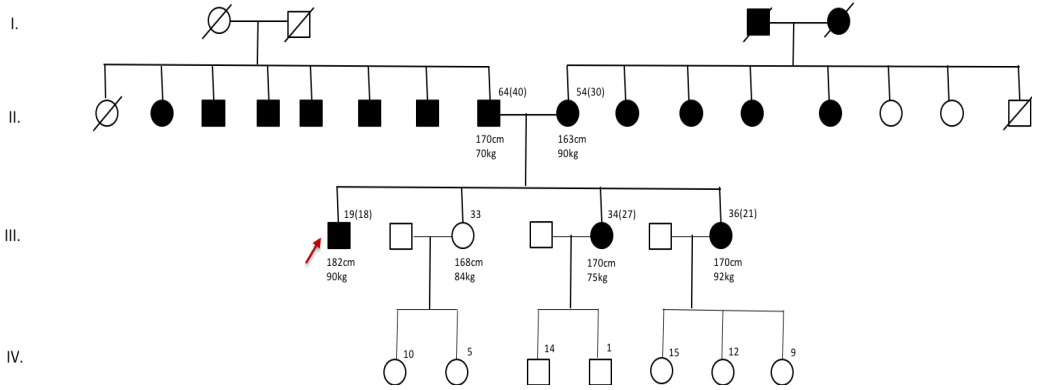 I.
II.
64(40)
54(30)
170cm
70kg
163cm
90kg
III.
19(18)
33
34(27)
36(21)
182cm
90kg
168cm
84kg
170cm
75kg
170cm
92kg
IV.
10
5
14
1
15
12
9